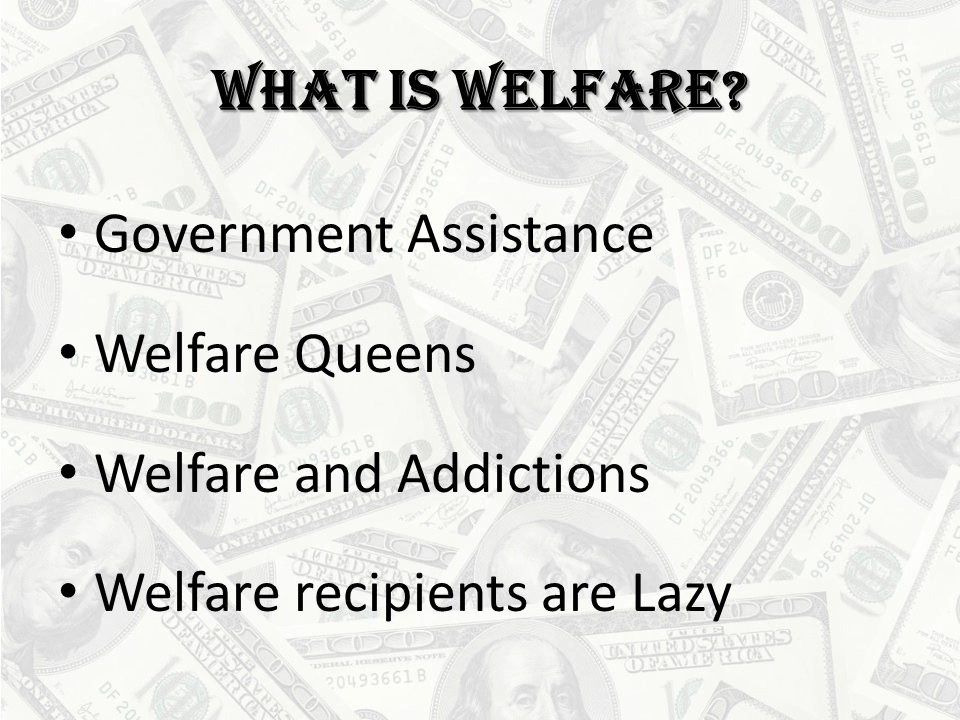 WHAT IS WELFARE?
• Government Assistance
• Welfare Queens
• Welfare and Addictions
• Welfare recipients are Lazy